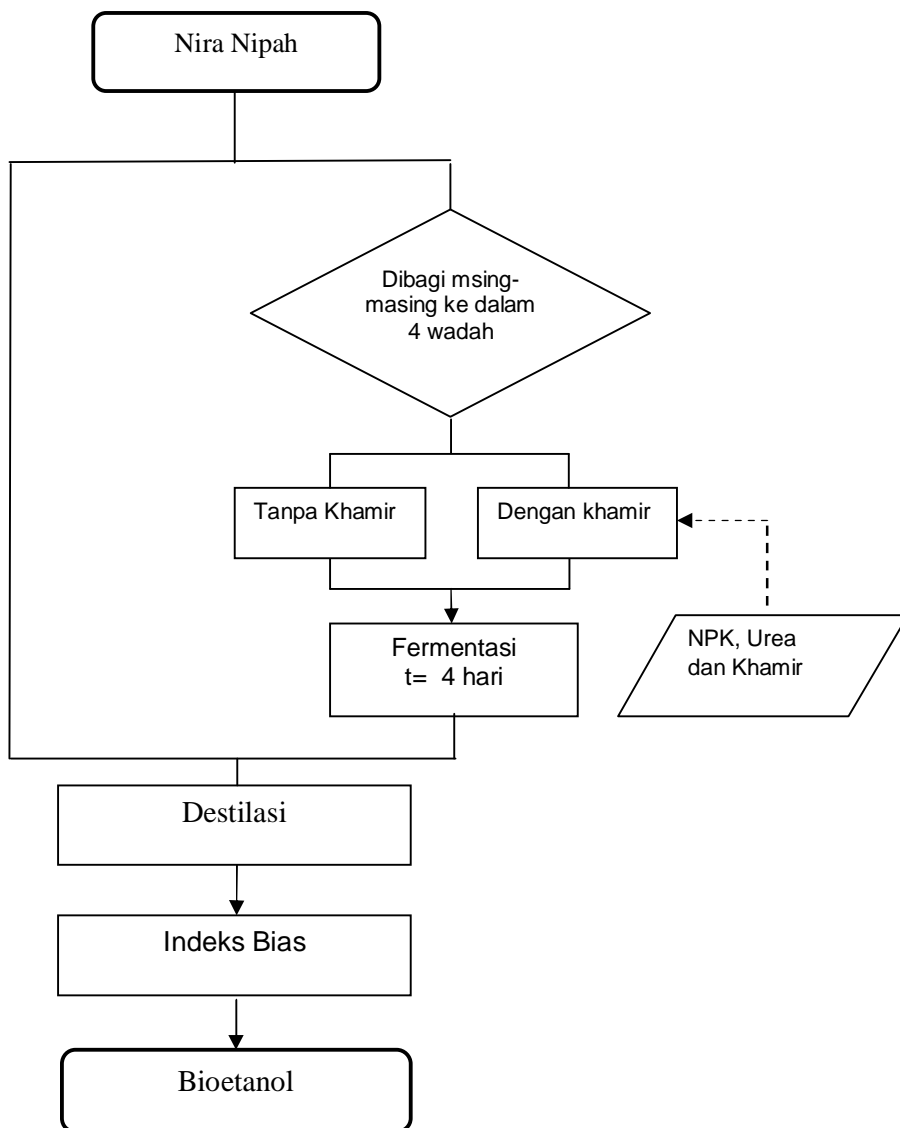 Nira Nipah
Dibagi msing-
masing ke dalam
4 wadah
Tanpa Khamir
Dengan khamir
Fermentasi
t=  4 hari
NPK, Urea
dan Khamir
Destilasi
Indeks Bias
Bioetanol